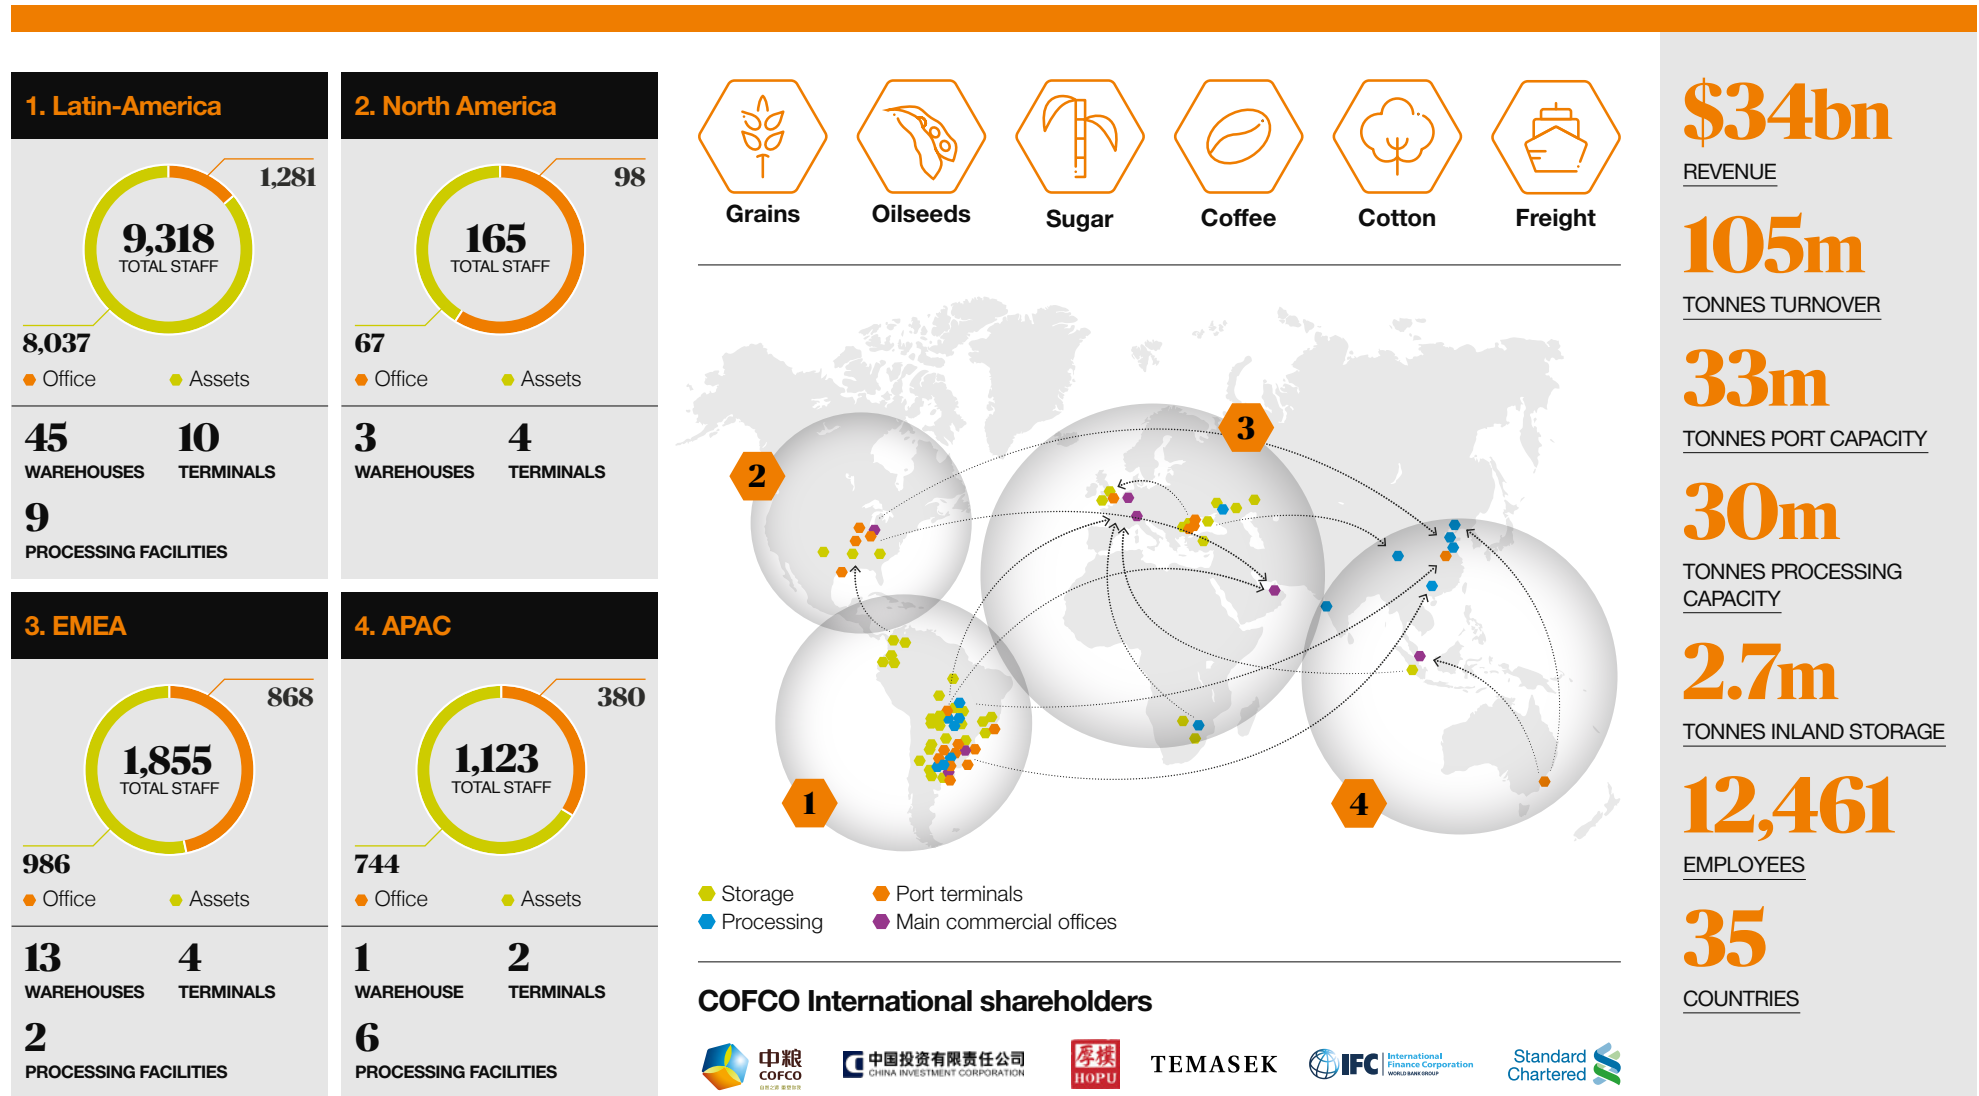 1. Latin-America
1,281
9,318
TOTAL STAFF
8,037
Office
Assets
45
WAREHOUSES
10
TERMINALS
9
PROCESSING FACILITIES
2. North America
98
165
TOTAL STAFF
67
Office
Assets
3
WAREHOUSES
4
TERMINALS
3. EMEA
868
1,855
TOTAL STAFF
986
Office
Assets
13
WAREHOUSES
4
TERMINALS
2
PROCESSING FACILITIES
4. APAC
380
1,123
TOTAL STAFF
744
Office
Assets
1
WAREHOUSE
2
TERMINALS
6
PROCESSING FACILITIES
Grains
Oilseeds
Sugar
Coffee
Cotton
Freight
2
3
1
4
Storage
Port terminals
Processing
Main commercial offices
COFCO International shareholders
中粮
COFCO
中国投资有限责任公司
CHINA INVESTMENT CORPORATION
厚樸
HOPU
TEMASEK
IFC
International
Finance Corporation
WORLD BANK GROUP
Standard
Chartered
$34bn
REVENUE
105m
TONNES TURNOVER
33m
TONNES PORT CAPACITY
30m
TONNES PROCESSING
CAPACITY
2.7m
TONNES INLAND STORAGE
12,461
EMPLOYEES
35
COUNTRIES